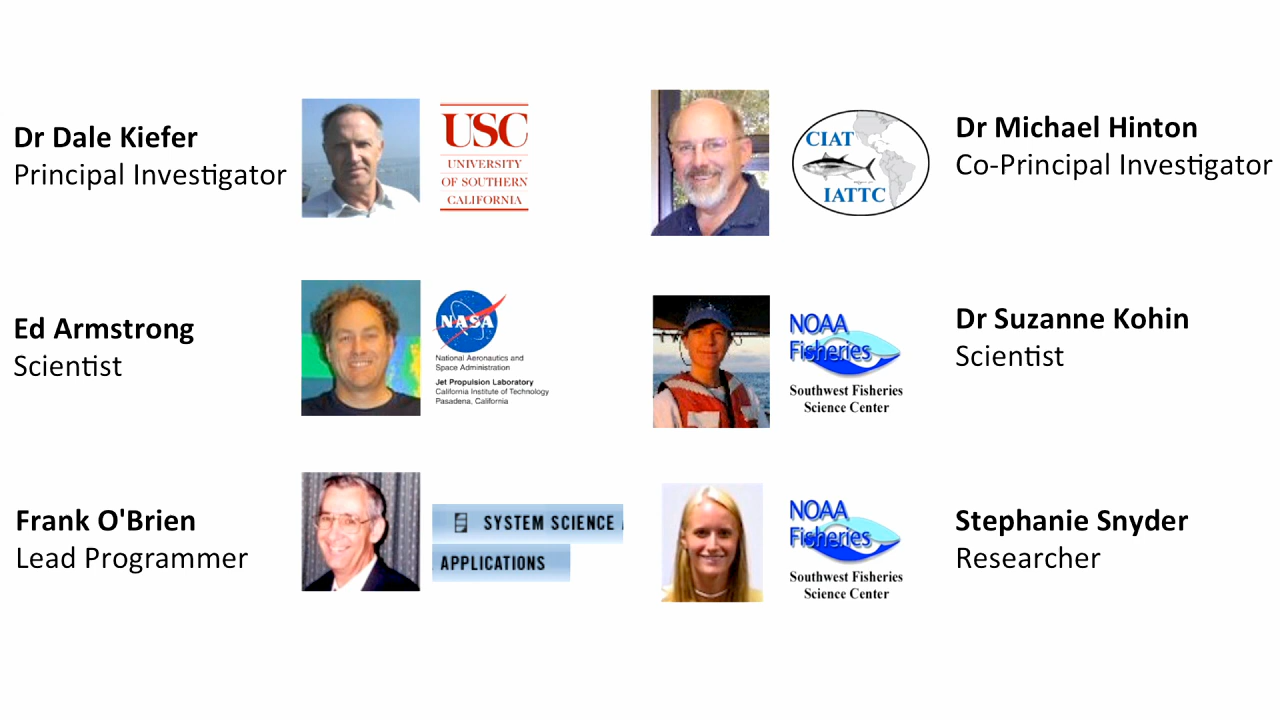 Dr Dale Kiefer
Principal Investigator
USC
UNIVERSITY
OF SOUTHERN
CALIFORNIA
CIAT
IATTC
Dr Michael Hinton
Co-Principal Investigator
Ed Armstrong
Scientist
NASA
National Aeronautics and
Space Administration
Jet Propulsion Laboratory
California Institute of Technology
Pasadena, California
NOAA
Fisheries
Southwest Fisheries
Science Center
Dr Suzanne Kohin
Scientist
Frank O'Brien
Lead Programmer
SYSTEM SCIENCE
APPLICATIONS
NOAA
Fisheries
Southwest Fisheries
Science Center
Stephanie Snyder
Researcher